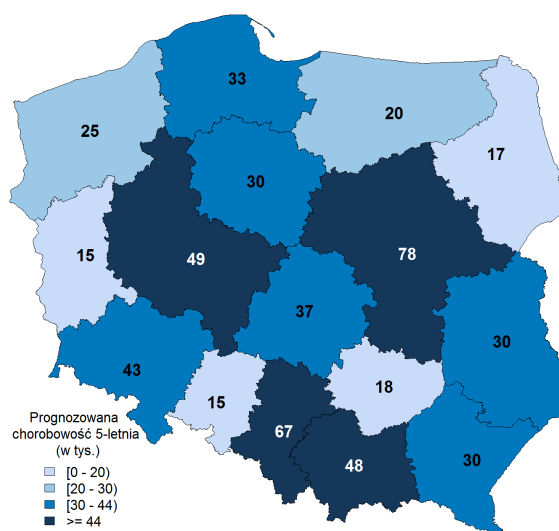 33
20
25
17
30
15
49
78
37
30
43
15
18
67
48
30
Prognozowana
chorobowość 5-letnia
(w tys.)
[0 - 20)
[20 - 30)
[30 - 44)
>= 44